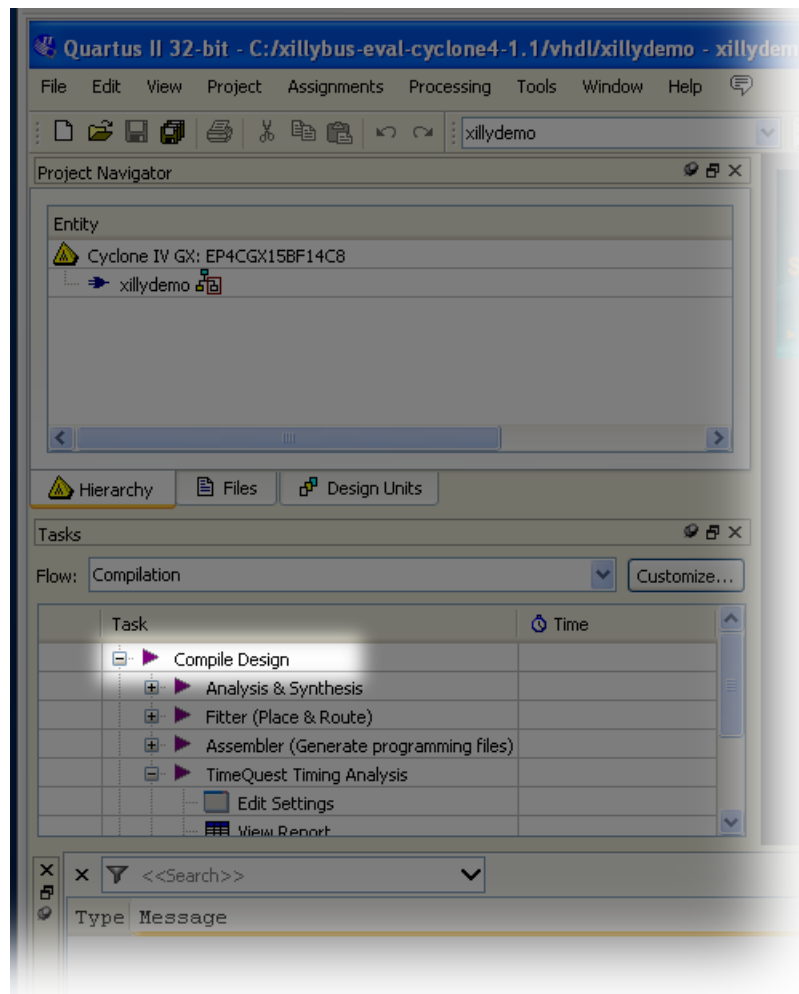 Quartus II 32-bit - C:/xillybus-eval-cyclone4-1.1/vhdl/xillydemo - xillydem
File Edit View Project Assignments Processing Tools Window Help
xillydemo
Project Navigator
Entity
Cyclone IV GX: EP4CGX15BF14C8
xillydemo
Hierarchy Files Design Units
Tasks
Flow: Compilation Customize...
Task Time
Compile Design
Analysis & Synthesis
Fitter (Place & Route)
Assembler (Generate programming files)
TimeQuest Timing Analysis
Edit Settings
View Report
<<Search>>
Type Message